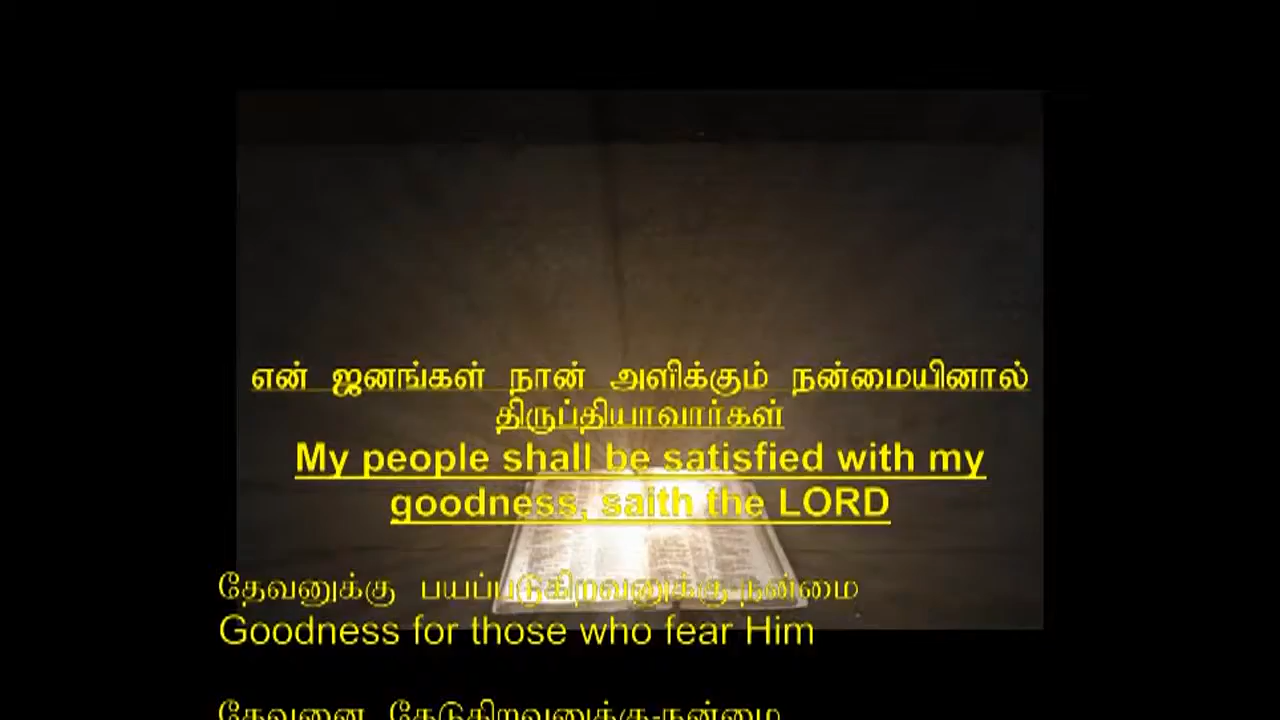 என் ஜனங்கள் நான் அளிக்கும் நன்மையினால்
திருப்தியாவார்கள்
My people shall be satisfied with my
goodness, saith the LORD
தேவனுக்கு பயப்படுகிறவனுக்கு-நன்மை
Goodness for those who fear Him
தேவனை தேடுகிறவனுக்கு-நன்மை